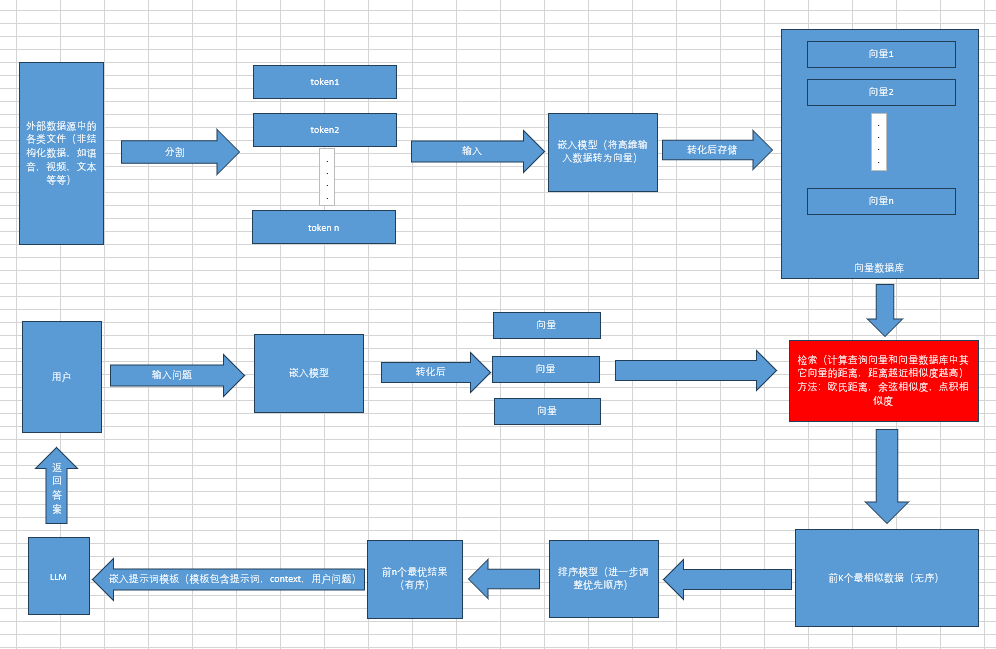 外部数据源中的
各类文件（非结
构化数据，如语
音，视频，文本
等等）
分割
token1
token2
token n
输入
嵌入模型（将高维输
入数据转为向量）
转化后存储
向量1
向量2
向量n
向量数据库
用户
输入问题
嵌入模型
转化后
向量
向量
向量
检索（计算查询向量和向量数据库中其
它向量的距离，距离越近相似度越高）
方法：欧氏距离，余弦相似度，点积相
似度
前K个最相似数据（无序）
排序模型（进一步调
整优先顺序）
前n个最优结果
（有序）
嵌入提示词模板（模板包含提示词，context，用户问题）
LLM
返
回
答
案